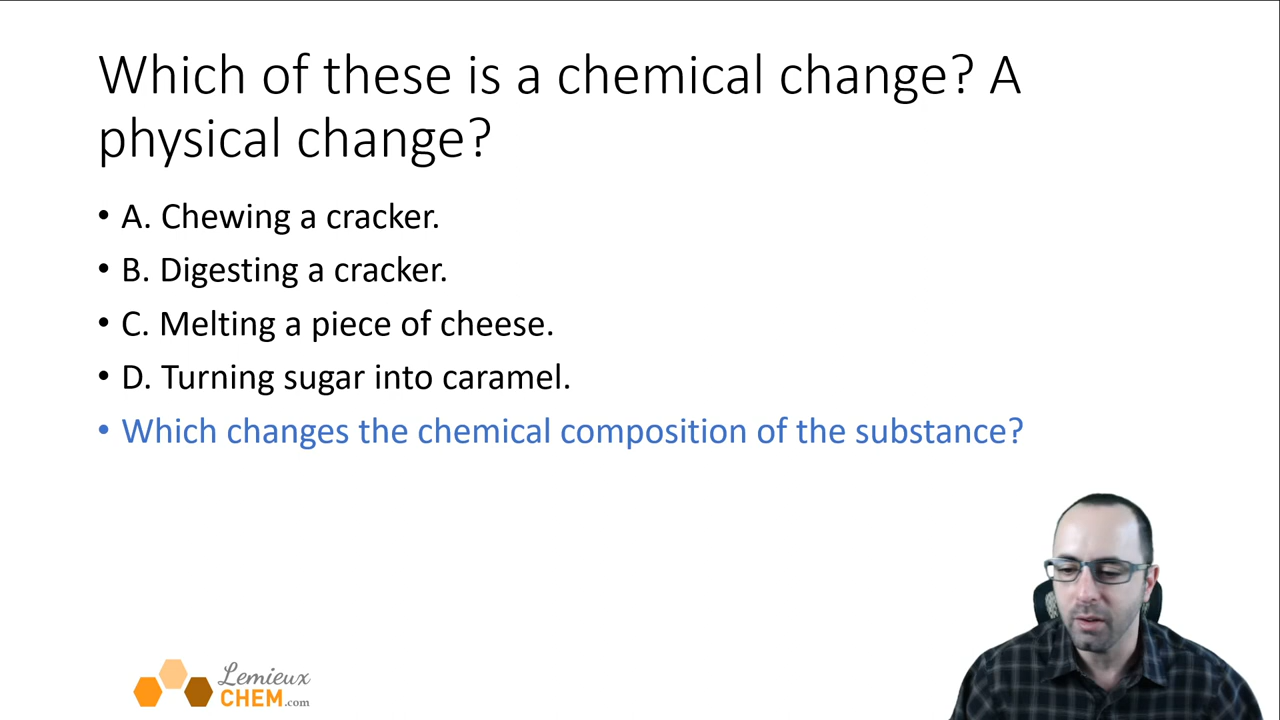 Which of these is a chemical change? A
physical change?
• A. Chewing a cracker.
• B. Digesting a cracker.
• C. Melting a piece of cheese.
• D. Turning sugar into caramel.
• Which changes the chemical composition of the substance?
Lemieux
CHEM.com